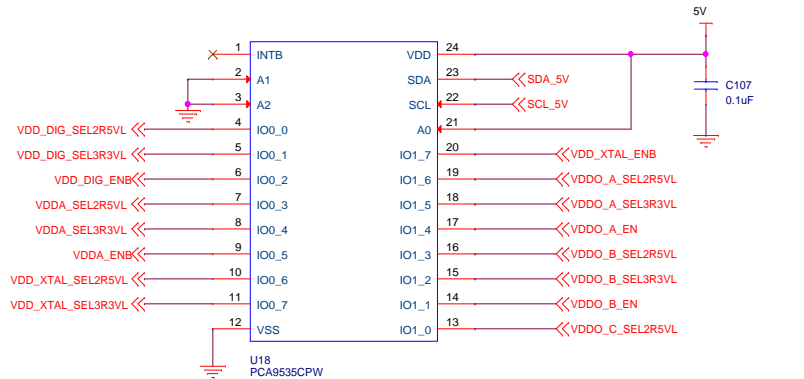 5V
1 INTB VDD 24
2 A1 SDA 23 SDA_5V
C107
0.1uF
3 A2 SCL 22 SCL_5V
VDD_DIG_SEL2R5VL 4 IO0_0 A0 21
VDD_DIG_SEL3R3VL 5 IO0_1 IO1_7 20 VDD_XTAL_ENB
VDD_DIG_ENB 6 IO0_2 IO1_6 19 VDDO_A_SEL2R5VL
VDDA_SEL2R5VL 7 IO0_3 IO1_5 18 VDDO_A_SEL3R3VL
VDDA_SEL3R3VL 8 IO0_4 IO1_4 17 VDDO_A_EN
VDDA_ENB 9 IO0_5 IO1_3 16 VDDO_B_SEL2R5VL
VDD_XTAL_SEL2R5VL 10 IO0_6 IO1_2 15 VDDO_B_SEL3R3VL
VDD_XTAL_SEL3R3VL 11 IO0_7 IO1_1 14 VDDO_B_EN
12 VSS IO1_0 13 VDDO_C_SEL2R5VL
U18
PCA9535CPW